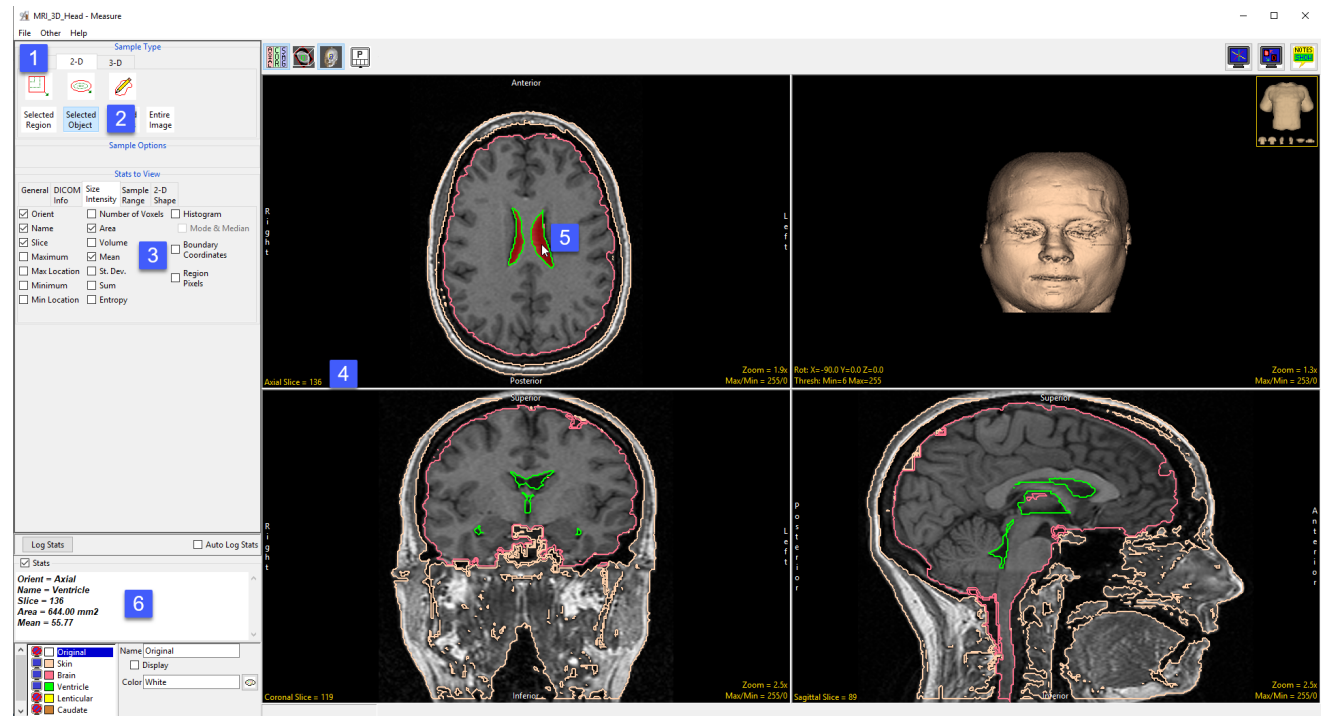 MRI_3D_Head - Measure
File Other Help
Sample Type
1
2-D
3-D
Selected
Region
Selected
Object
2
Entire
Image
Sample Options
Stats to View
General
DICOM
Info
Size
Intensity
Sample
Range
2-D
Shape
Orient
Number of Voxels
Histogram
Name
Area
Mode & Median
Slice
Volume
Boundary
Coordinates
Maximum
Mean
3
Max Location
St. Dev.
Region
Pixels
Minimum
Sum
Min Location
Entropy
Log Stats
Auto Log Stats
Stats
Orient = Axial
Name = Ventricle
Slice = 136
Area = 644.00 mm2
Mean = 55.77
6
Original
Skin
Brain
Ventricle
Lenticular
Caudate
Name Original
Display
Color White
P
NOTES
SHOW
Anterior
Right
Left
5
4
Axial Slice = 136
Posterior
Zoom = 1.9x
Max/Min = 255/0
Rot: X=-90.0 Y=0.0 Z=0.0
Thresh: Min=6 Max=255
Zoom = 1.3x
Max/Min = 253/0
Superior
Right
Left
Coronal Slice = 119
Inferior
Zoom = 2.5x
Max/Min = 255/0
Superior
Posterior
Anterior
Sagittal Slice = 89
Inferior
Zoom = 2.5x
Max/Min = 255/0